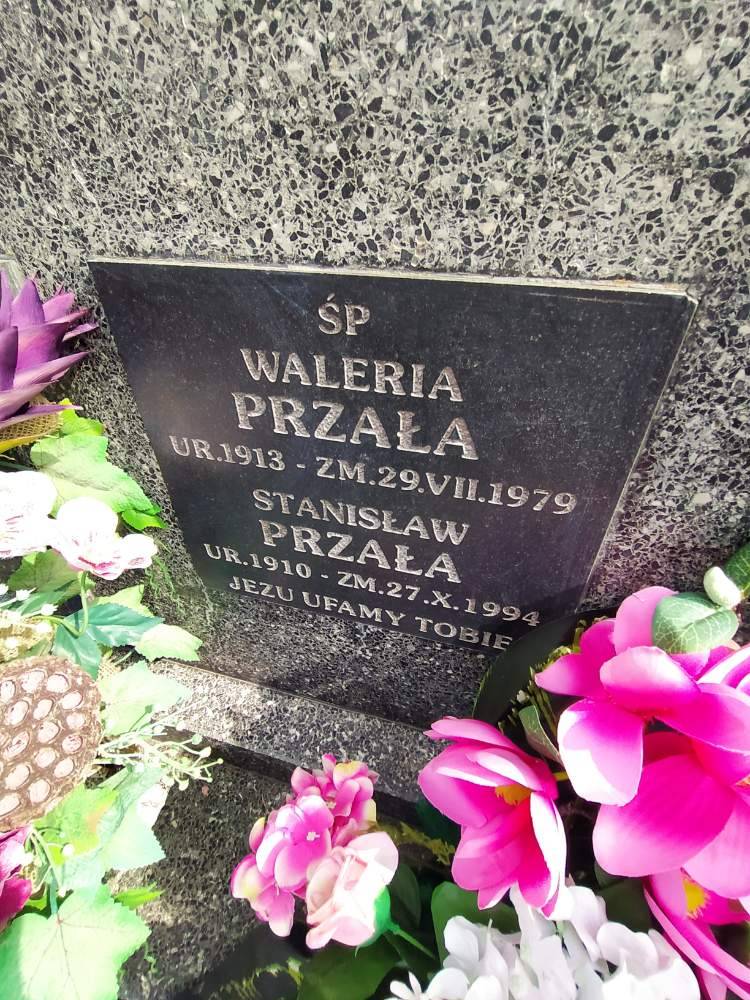 ŚP
WALERIA
PRZAŁA
UR.1913 - ZM.29.VII.1979
STANISŁAW
PRZAŁA
UR.1910 - ZM.27.X.1994
JEZU UFAMY TOBIE